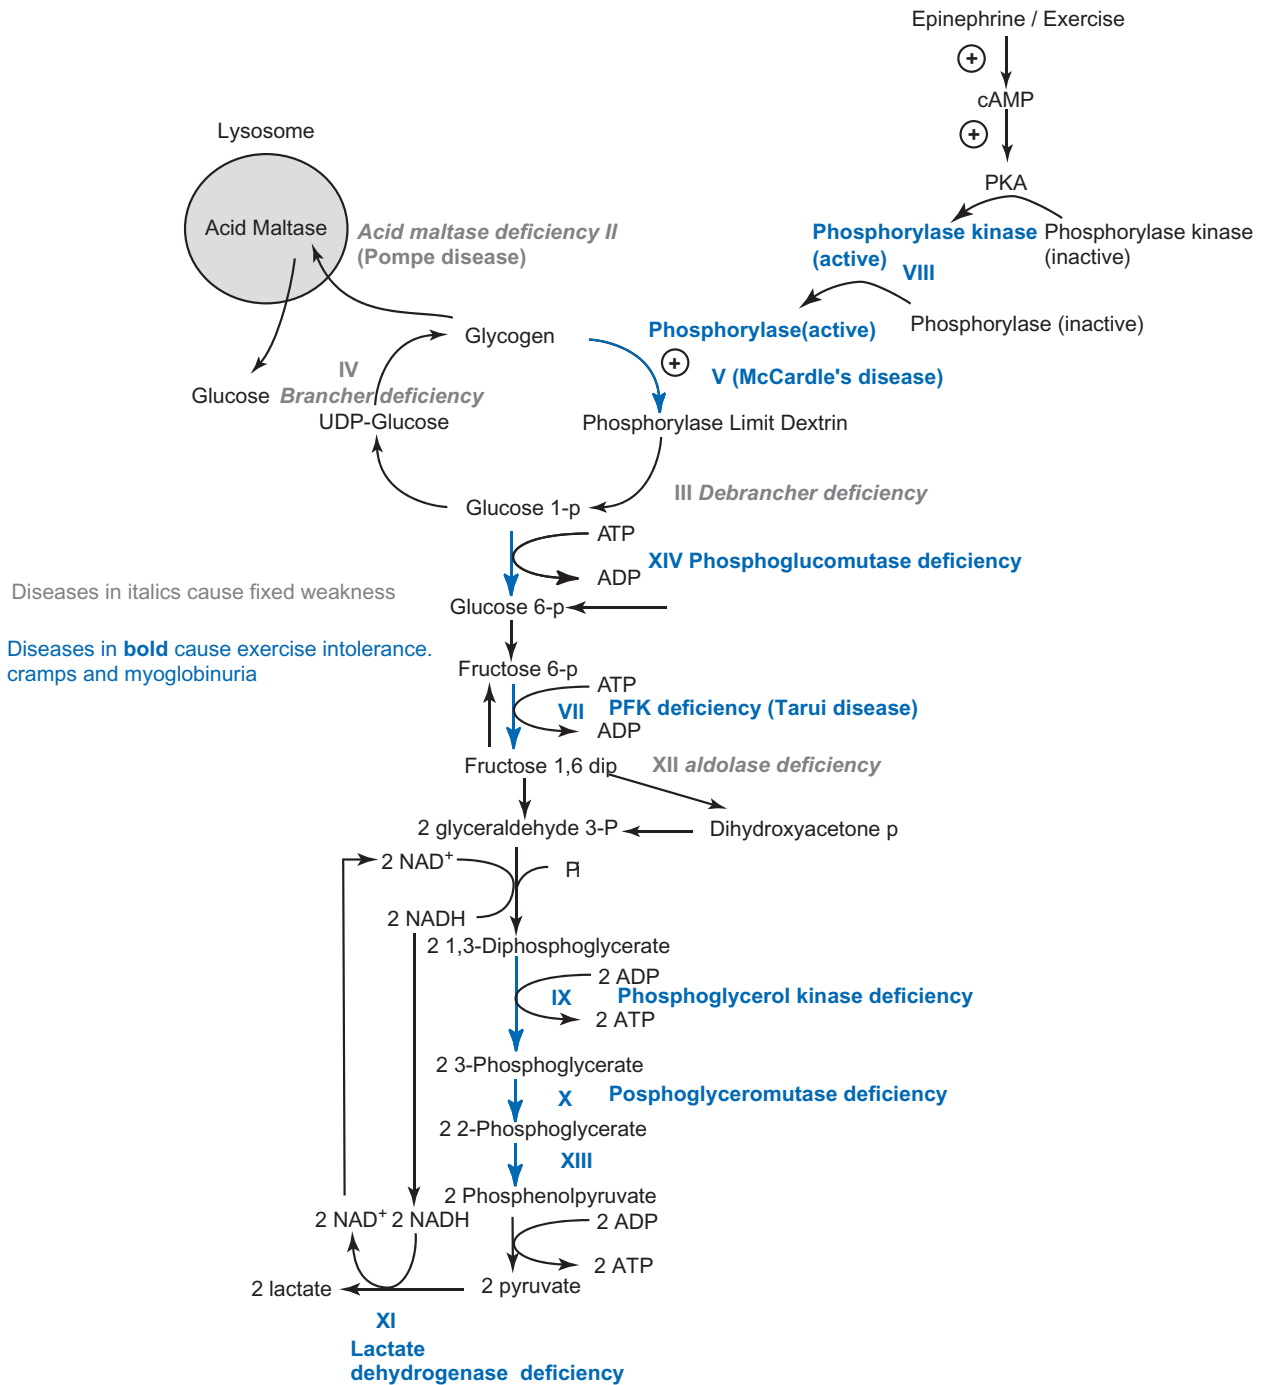 Epinephrine / Exercise
+
cAMP
+
PKA
Lysosome
Acid Maltase
Acid maltase deficiency II
(Pompe disease)
Phosphorylase kinase
(active)
VIII
Phosphorylase kinase
(inactive)
Phosphorylase(active)
Phosphorylase (inactive)
Glycogen
+
V (McCardle's disease)
IV
Brancher deficiency
Glucose
UDP-Glucose
Phosphorylase Limit Dextrin
III Debrancher deficiency
Glucose 1-p
ATP
ADP
XIV Phosphoglucomutase deficiency
Diseases in italics cause fixed weakness
Glucose 6-p
Diseases in bold cause exercise intolerance.
cramps and myoglobinuria
Fructose 6-p
ATP
VII
PFK deficiency (Tarui disease)
ADP
Fructose 1,6 dip
XII aldolase deficiency
2 glyceraldehyde 3-P
Dihydroxyacetone p
2 NAD+
Pi
2 NADH
2 1,3-Diphosphoglycerate
2 ADP
IX
Phosphoglycerol kinase deficiency
2 ATP
2 3-Phosphoglycerate
X
Posphoglyceromutase deficiency
2 2-Phosphoglycerate
XIII
2 Phosphenolpyruvate
2 NAD+ 2 NADH
2 ADP
2 ATP
2 lactate
2 pyruvate
XI
Lactate
dehydrogenase deficiency